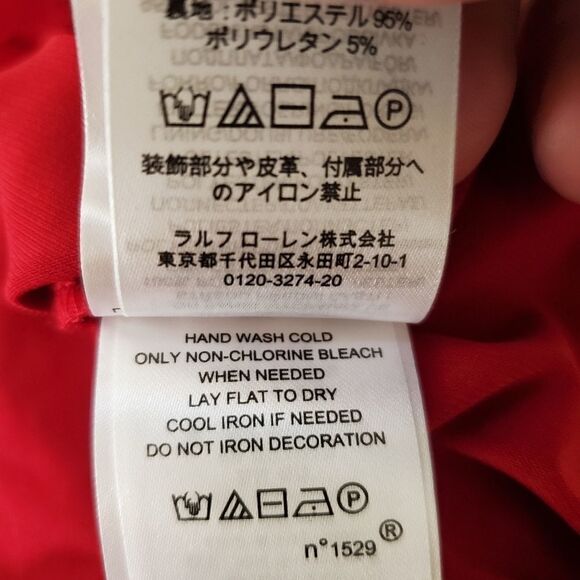 裏地：ポリエステル 95%
ポリウレタン 5%
P
装飾部分や皮革、付属部分へ
のアイロン禁止
ラルフ ローレン株式会社
東京都千代田区永田町2-10-1
0120-3274-20
HAND WASH COLD
ONLY NON-CHLORINE BLEACH
WHEN NEEDED
LAY FLAT TO DRY
COOL IRON IF NEEDED
DO NOT IRON DECORATION
P
n°1529®